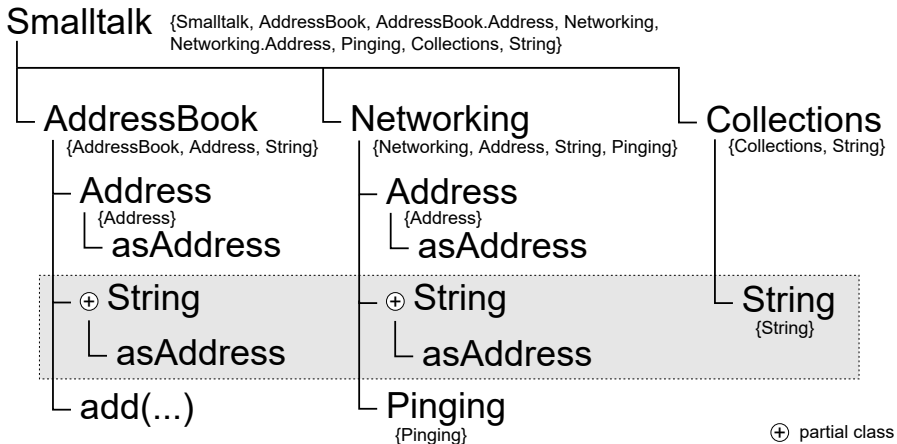 Smalltalk {Smalltalk, AddressBook, AddressBook.Address, Networking,
Networking.Address, Pinging, Collections, String}
AddressBook
{AddressBook, Address, String}
Address
{Address}
asAddress
+ String
asAddress
add(...)
Networking
{Networking, Address, String, Pinging}
Address
{Address}
asAddress
+ String
asAddress
Pinging
{Pinging}
Collections
{Collections, String}
String
{String}
+ partial class